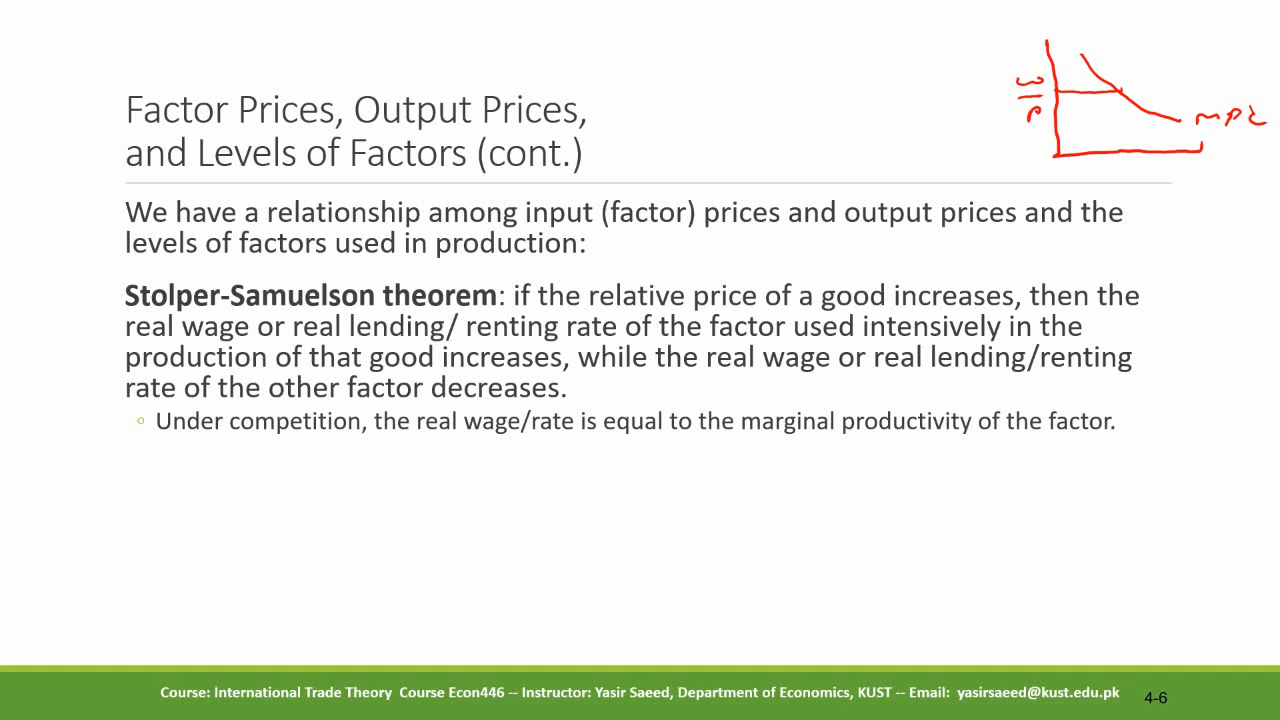 Factor Prices, Output Prices,
and Levels of Factors (cont.)
w
P
MPL
We have a relationship among input (factor) prices and output prices and the
levels of factors used in production:
Stolper-Samuelson theorem: if the relative price of a good increases, then the
real wage or real lending/ renting rate of the factor used intensively in the
production of that good increases, while the real wage or real lending/renting
rate of the other factor decreases.
Under competition, the real wage/rate is equal to the marginal productivity of the factor.
Course: International Trade Theory Course Econ446 -- Instructor: Yasir Saeed, Department of Economics, KUST -- Email: yasirsaeed@kust.edu.pk
4-6